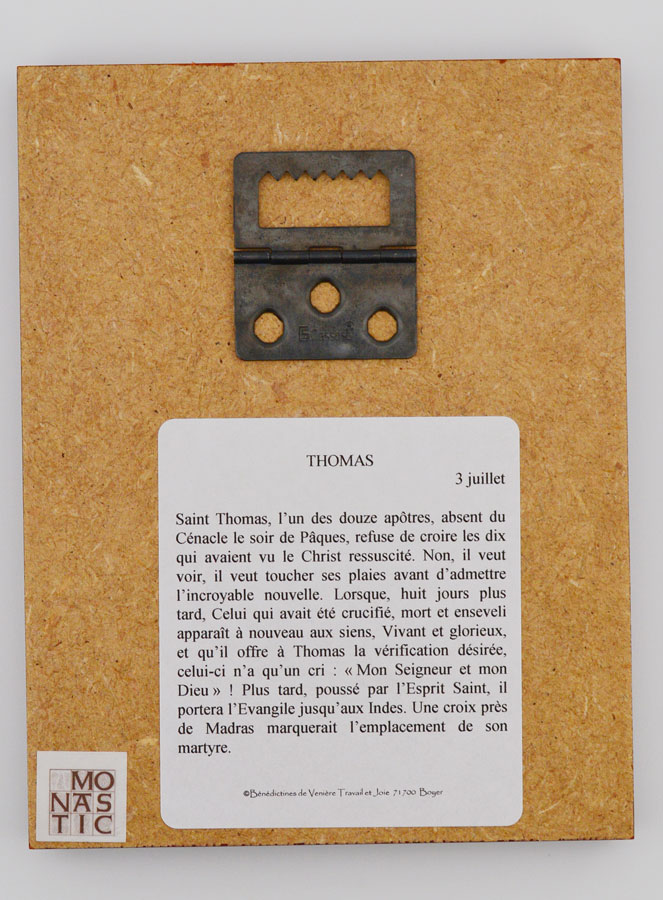 THOMAS
3 juillet
Saint Thomas, l’un des douze apôtres, absent du
Cénacle le soir de Pâques, refuse de croire les dix
qui avaient vu le Christ ressuscité. Non, il veut
voir, il veut toucher ses plaies avant d’admettre
l’incroyable nouvelle. Lorsque, huit jours plus
tard, Celui qui avait été crucifié, mort et enseveli
apparaît à nouveau aux siens, Vivant et glorieux,
et qu’il offre à Thomas la vérification désirée,
celui-ci n’a qu’un cri : « Mon Seigneur et mon
Dieu » ! Plus tard, poussé par l’Esprit Saint, il
portera l’Evangile jusqu’aux Indes. Une croix près
de Madras marquerait l’emplacement de son
martyre.
©Bénédictines de Venière Travail et Joie 71700 Boyer
MO
NAS
TIC